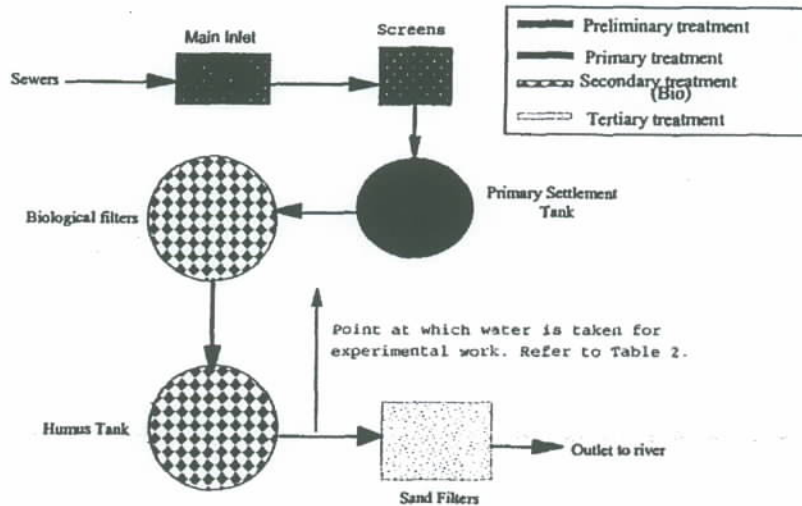 Main Inlet
Screens
Sewers
Preliminary treatment
Primary treatment
Secondary treatment
(Bio)
Tertiary treatment
Biological filters
Primary Settlement
Tank
Point at which water is taken for
experimental work. Refer to Table 2.
Humus Tank
Outlet to river
Sand Filters